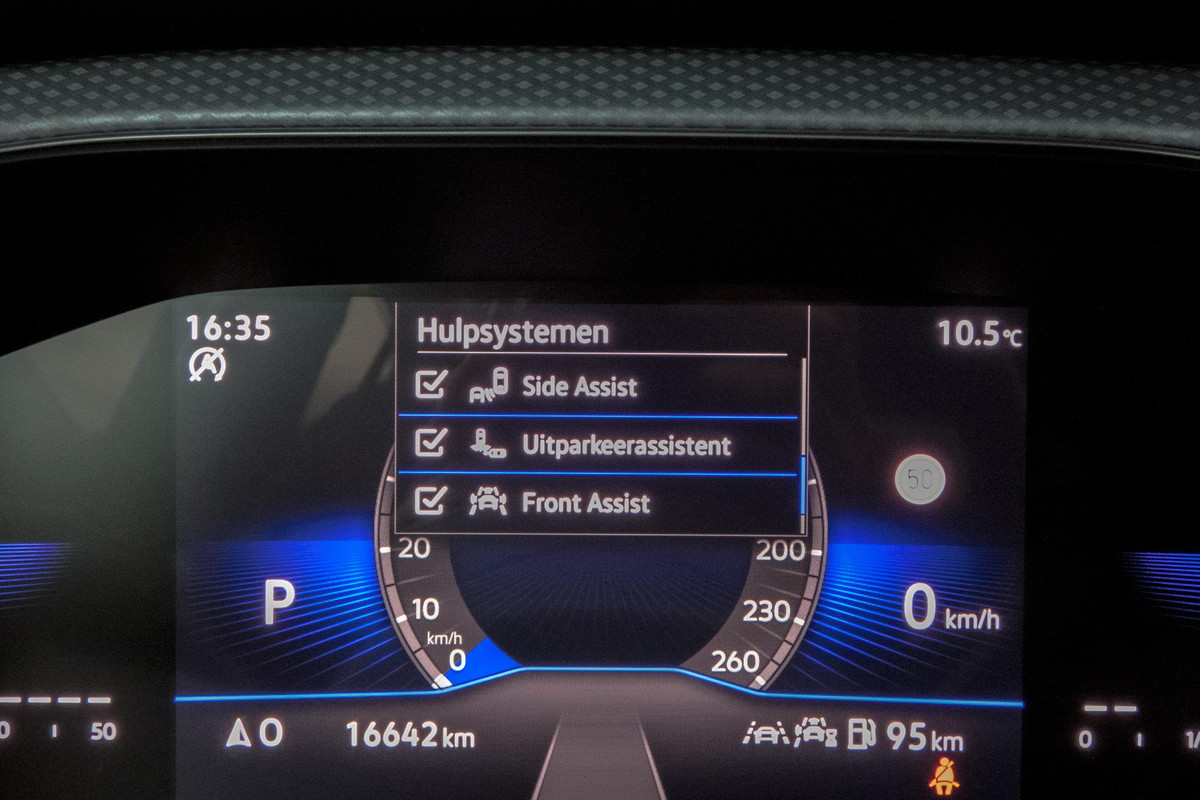 16:35
Hulpsystemen
10.5°C
Side Assist
Uitparkeerassistent
50
Front Assist
20
200
P
10
230
0 km/h
km/h
0
260
0
50
O
16642 km
95 km
0